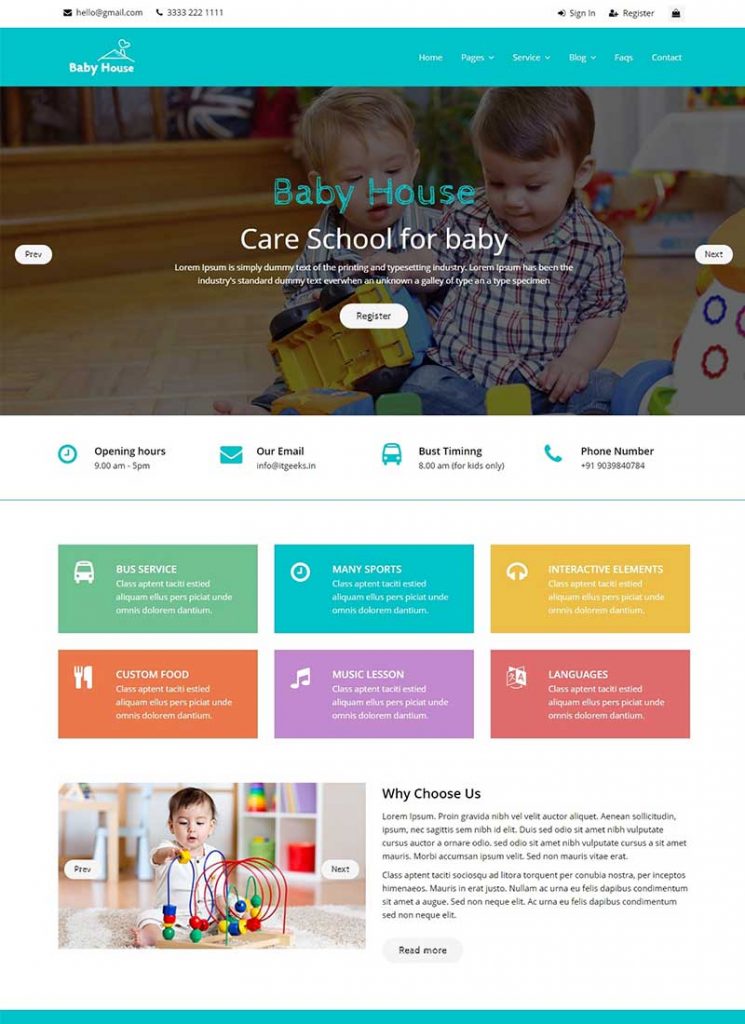 hello@gmail.com 3333 222 1111 Sign In Register
Baby House
Home Pages Service Blog Faqs Contact
Baby House
Care School for baby
Prev
Next
Lorem Ipsum is simply dummy text of the printing and typesetting industry. Lorem Ipsum has been the
industry's standard dummy text everwhen an unknown a galley of type an a type specimen
Register
Opening hours
9.00 am - 5pm
Our Email
info@itgeeks.in
Bust Timinng
8.00 am (for kids only)
Phone Number
+91 9039840784
BUS SERVICE
Class aptent taciti estied
aliquam ellus pers piciat unde
omnis dolorem dantium.
MANY SPORTS
Class aptent taciti estied
aliquam ellus pers piciat unde
omnis dolorem dantium.
INTERACTIVE ELEMENTS
Class aptent taciti estied
aliquam ellus pers piciat unde
omnis dolorem dantium.
CUSTOM FOOD
Class aptent taciti estied
aliquam ellus pers piciat unde
omnis dolorem dantium.
MUSIC LESSON
Class aptent taciti estied
aliquam ellus pers piciat unde
omnis dolorem dantium.
LANGUAGES
Class aptent taciti estied
aliquam ellus pers piciat unde
omnis dolorem dantium.
Prev
Next
Why Choose Us
Lorem Ipsum. Proin gravida nibh vel velit auctor aliquet. Aenean sollicitudin,
ipsum, nec sagittis sem nibh id elit. Duis sed odio sit amet nibh vulputate
cursus auctor a ornare odio. sed odio sit amet nibh vulputate cursus a sit amet
mauris. Morbi accumsan ipsum velit. Sed non mauris vitae erat.
Class aptent taciti sociosqu ad litora torquent per conubia nostra, per inceptos
himenaeos. Mauris in erat justo. Nullam ac urna eu felis dapibus condimentum
sit amet a augue. Sed non neque elit. Ac urna eu felis dapibus condimentum
sed non neque elit.
Read more